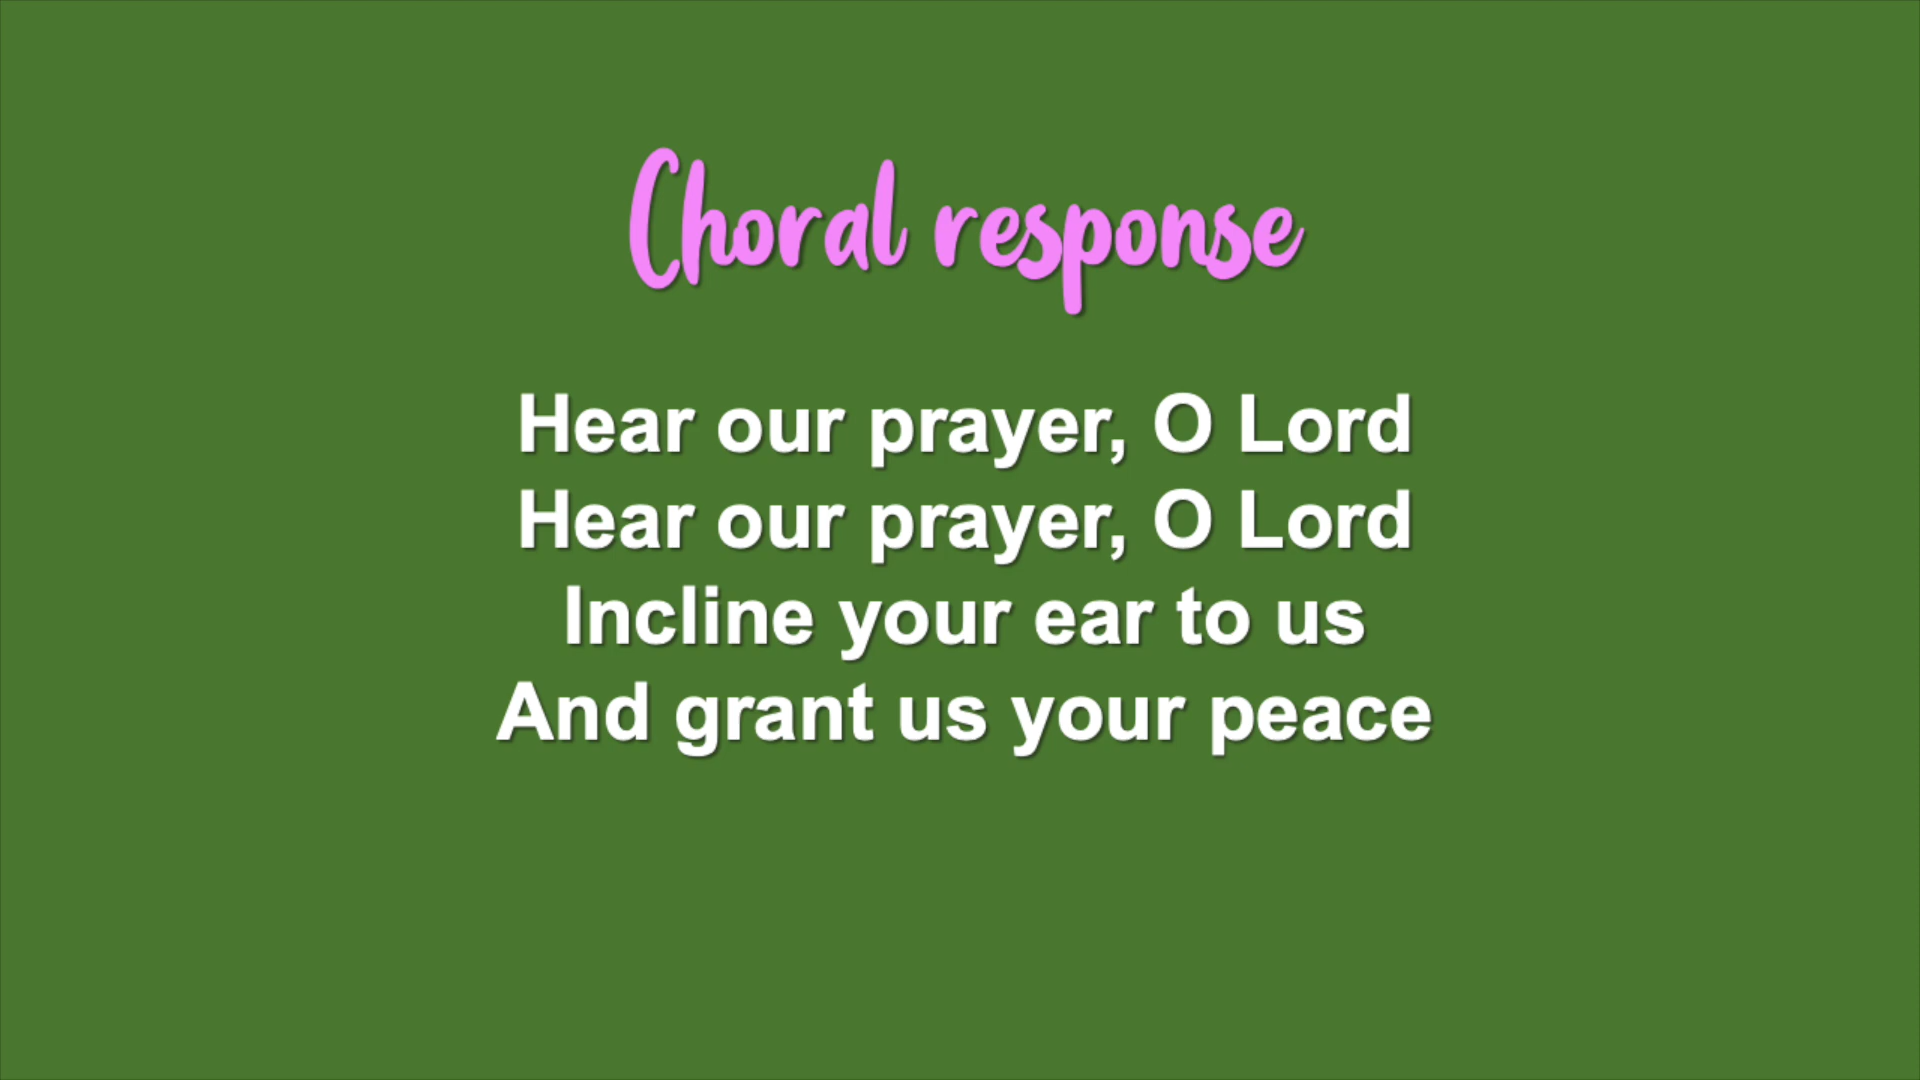 Choral response
Hear our prayer, O Lord
Hear our prayer, O Lord
Incline your ear to us
And grant us your peace